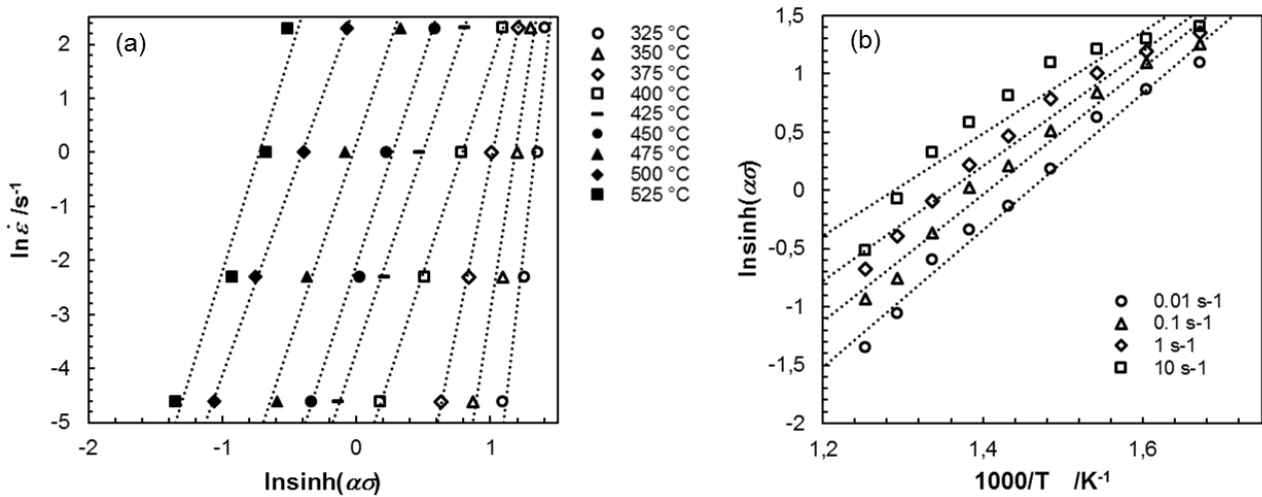 (a)
2
1
0
-1
-2
-3
-4
-5
-2
-1
0
1
ln ε̇ /s⁻¹
lnsinh(ασ)
325 °C
350 °C
375 °C
400 °C
425 °C
450 °C
475 °C
500 °C
525 °C
(b)
1,5
1
0,5
0
-0,5
-1
-1,5
-2
1,2
1,4
1,6
lnsinh(ασ)
1000/T /K⁻¹
0.01 s-1
0.1 s-1
1 s-1
10 s-1